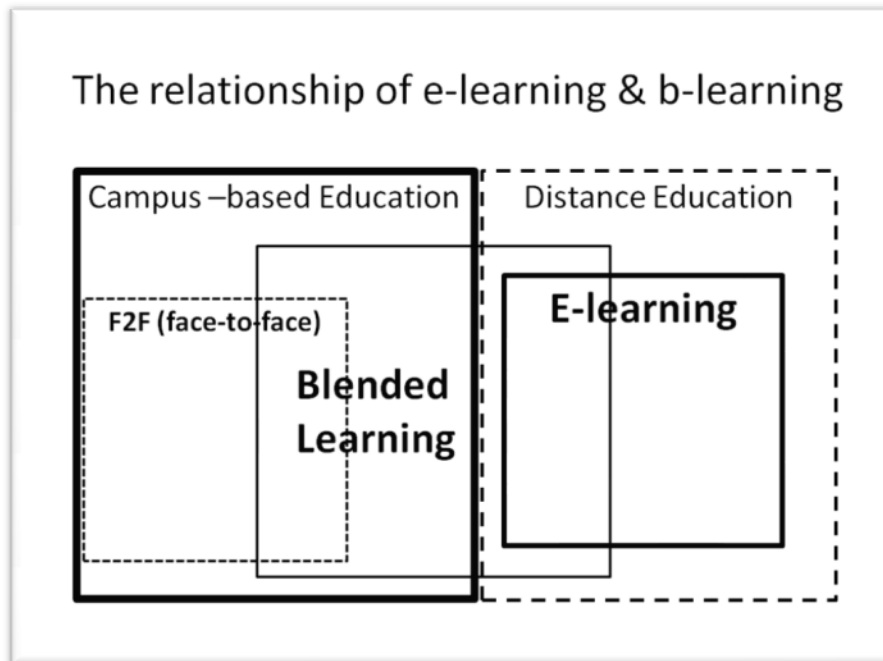 The relationship of e-learning & b-learning
Campus –based Education
Distance Education
F2F (face-to-face)
E-learning
Blended
Learning